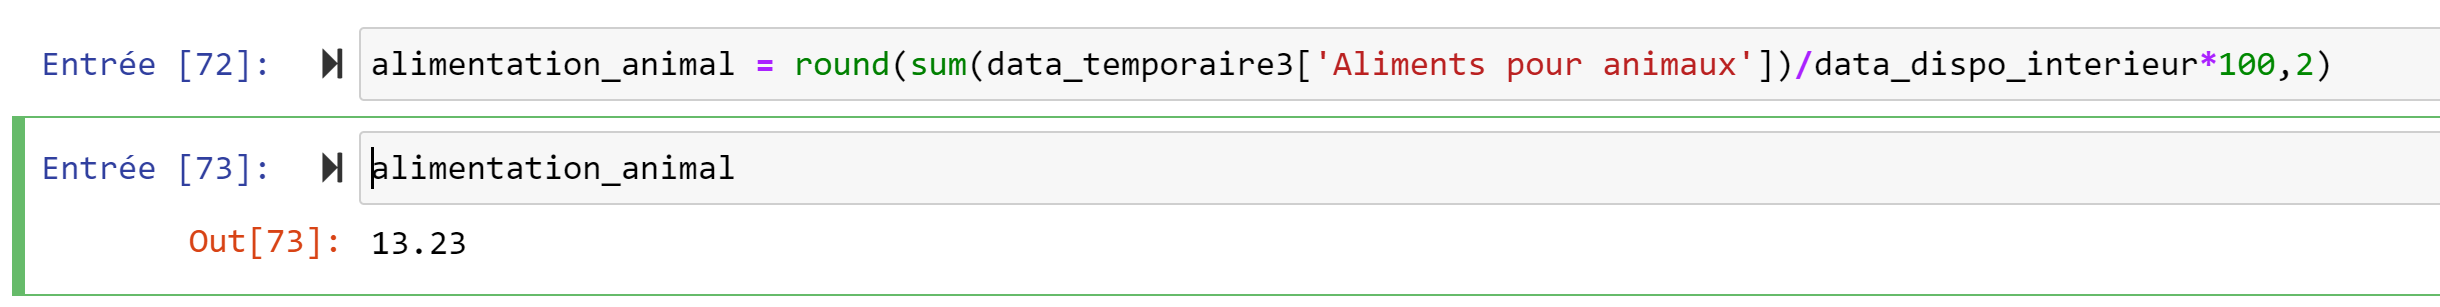 Entrée [72]: alimentation_animal = round(sum(data_temporaire3['Aliments pour animaux'])/data_dispo_interieur*100,2)
Entrée [73]: alimentation_animal
Out[73]: 13.23